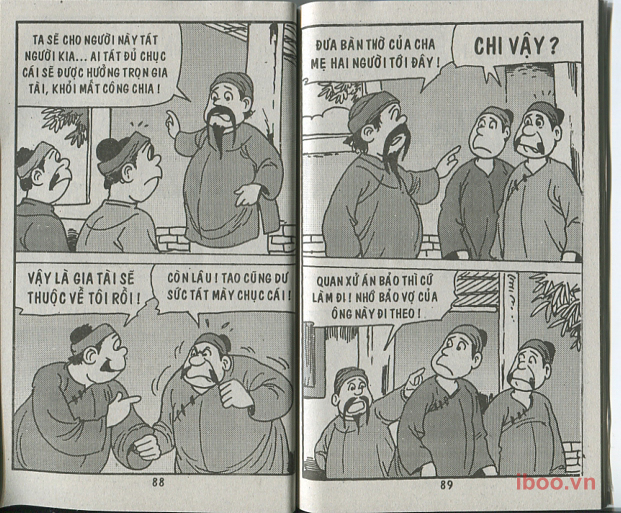 TA SẼ CHO NGƯỜI NÀY TÁT
NGƯỜI KIA... AI TÁT ĐỦ CHỤC
CÁI SẼ ĐƯỢC HƯỞNG TRỌN GIA
TÀI, KHỎI MẤT CÔNG CHIA !
VẬY LÀ GIA TÀI SẼ
THUỘC VỀ TÔI RỒI !
CÒN LÂU ! TAO CŨNG DƯ
SỨC TÁT MÀY CHỤC CÁI !
88
ĐƯA BÀN THỜ CỦA CHA
MẸ HAI NGƯỜI TỚI ĐÂY !
CHI VẬY ?
QUAN XỬ ÁN BẢO THÌ CỨ
LÀM ĐI ! NHỚ BẢO VỢ CỦA
ÔNG NÀY ĐI THEO !
89
lboo.vn